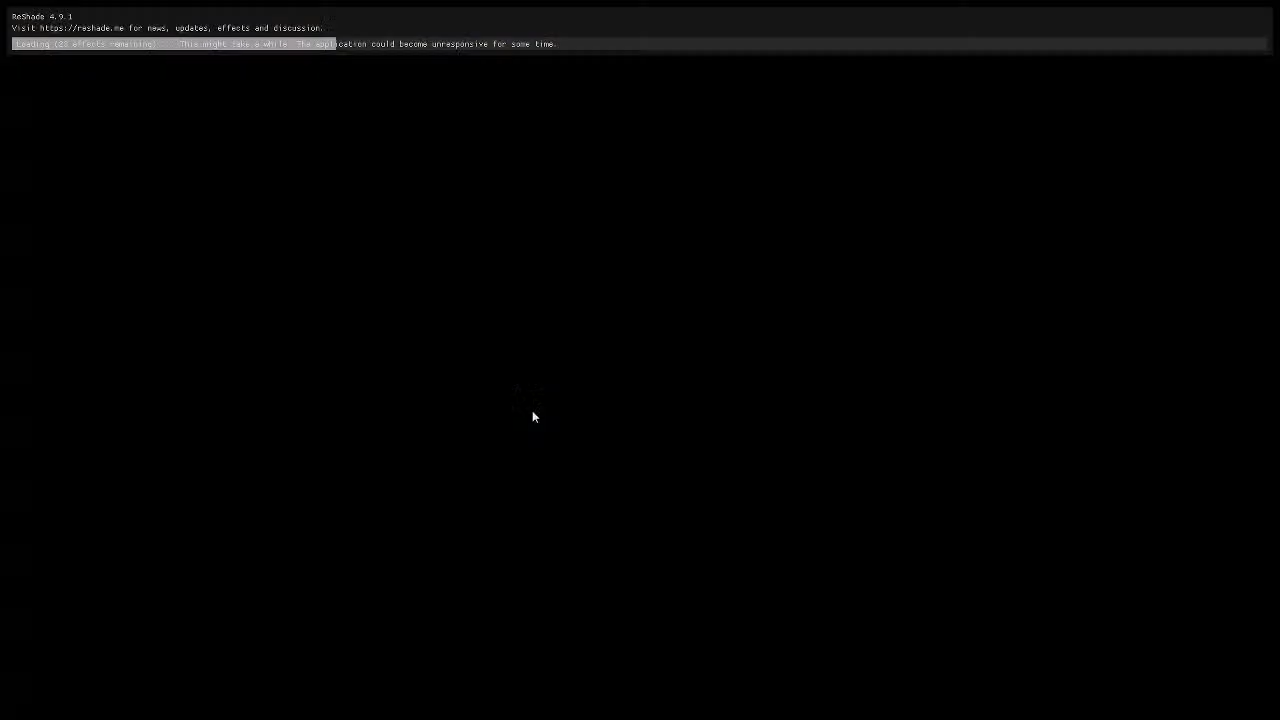 ReShade 4.9.1
Visit https://reshade.me for news, updates, effects and discussion.
Loading (23 effects remaining) ... This might take a while. The application could become unresponsive for some time.